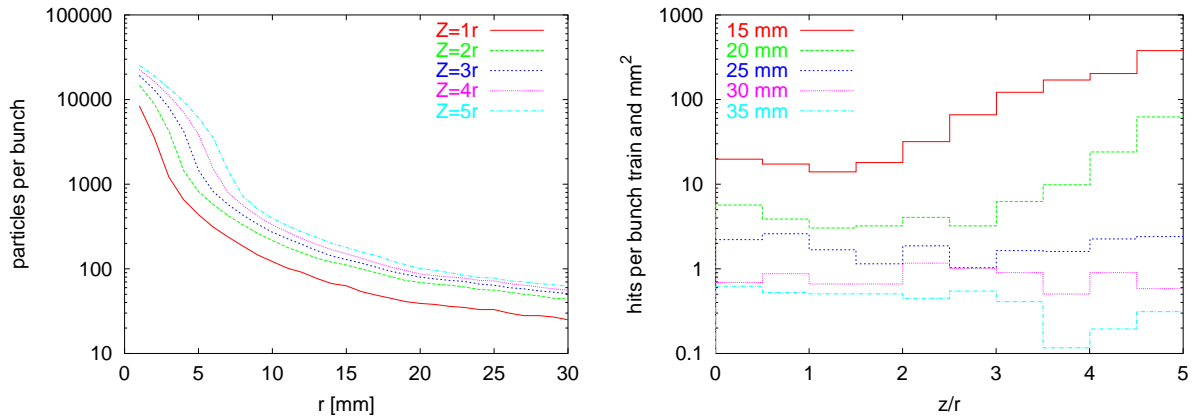 particles per bunch
100000
10000
1000
100
10
0
5
10
15
20
25
30
r [mm]
Z=1r
Z=2r
Z=3r
Z=4r
Z=5r
hits per bunch train and mm²
1000
100
10
1
0.1
0
1
2
3
4
5
z/r
15 mm
20 mm
25 mm
30 mm
35 mm